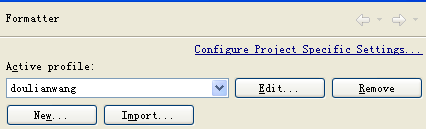 Formatter
Configure Project Specific Settings...
Active profile:
doulianwang Edit... Remove
New... Import...